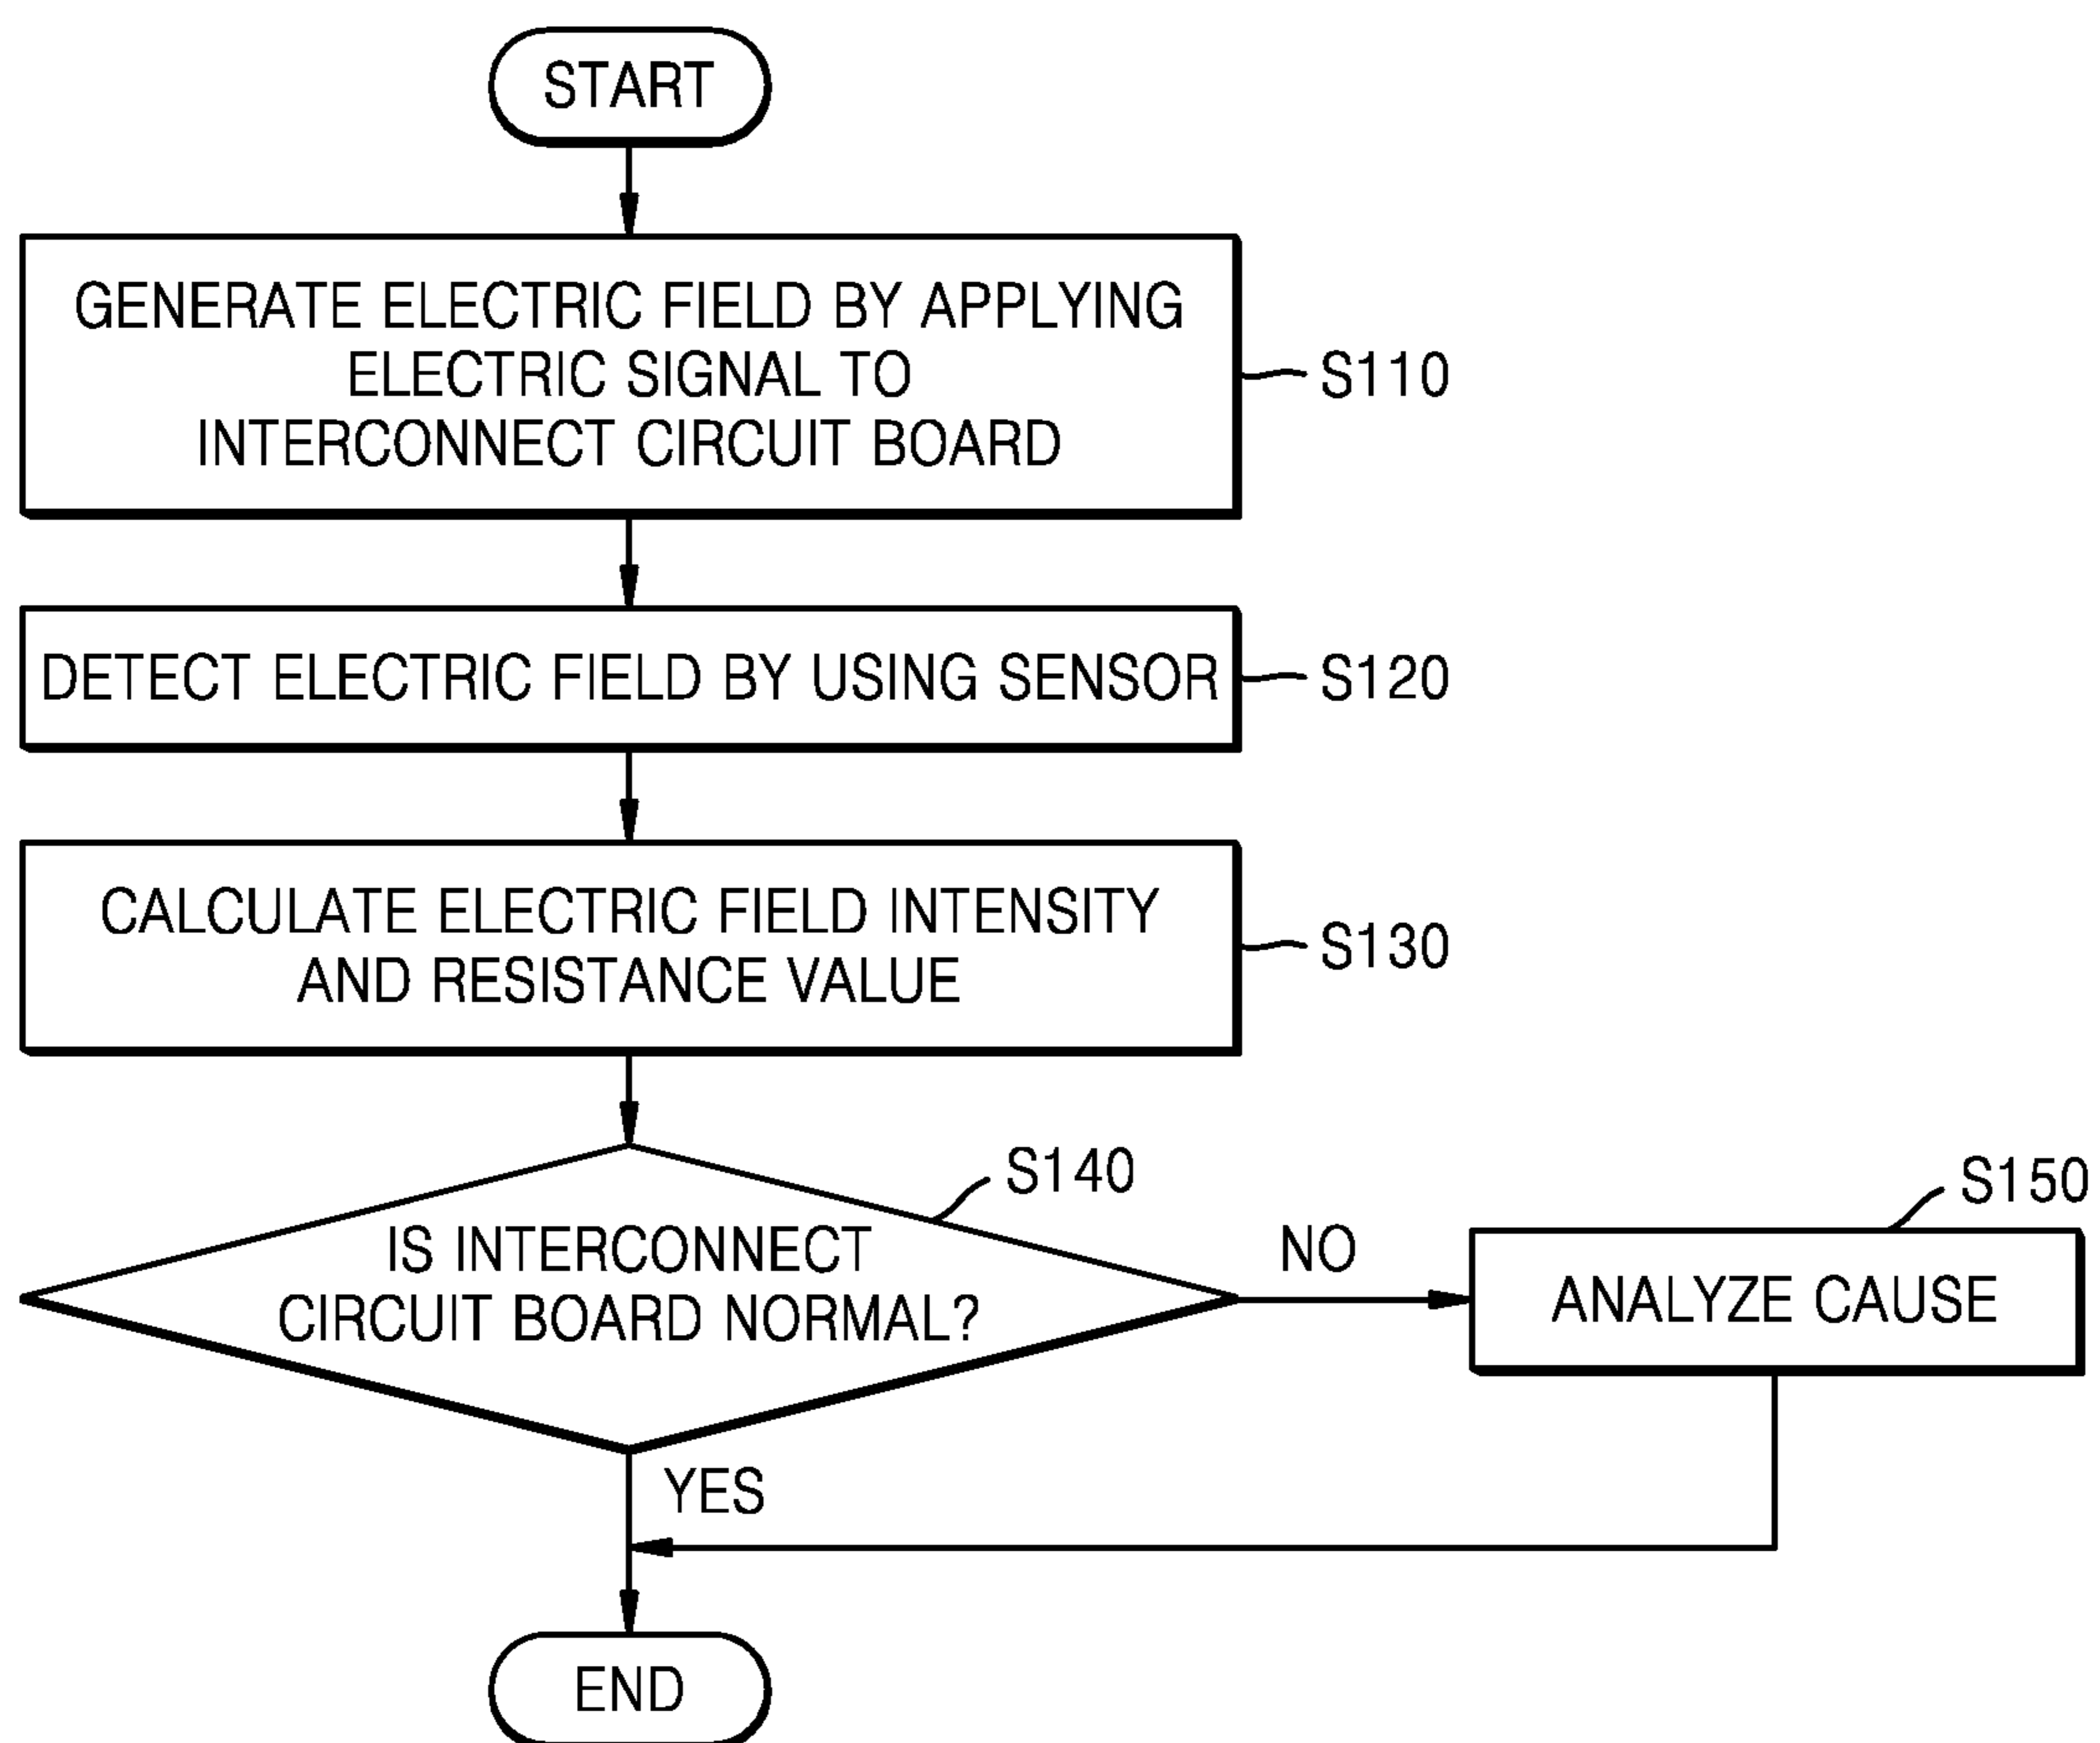 START
GENERATE ELECTRIC FIELD BY APPLYING
ELECTRIC SIGNAL TO
INTERCONNECT CIRCUIT BOARD
S110
DETECT ELECTRIC FIELD BY USING SENSOR
S120
CALCULATE ELECTRIC FIELD INTENSITY
AND RESISTANCE VALUE
S130
S140
IS INTERCONNECT
CIRCUIT BOARD NORMAL?
NO
S150
ANALYZE CAUSE
YES
END